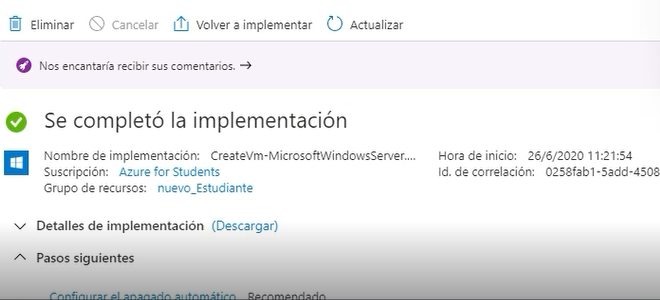 Eliminar Cancelar Volver a implementar Actualizar
Nos encantaría recibir sus comentarios. →
Se completó la implementación
Nombre de implementación: CreateVm-MicrosoftWindowsServer.... Hora de inicio: 26/6/2020 11:21:54
Suscripción: Azure for Students Id. de correlación: 0258fab1-5add-4508
Grupo de recursos: nuevo_Estudiante
Detalles de implementación (Descargar)
Pasos siguientes
Configurar el apagado automático Recomendado